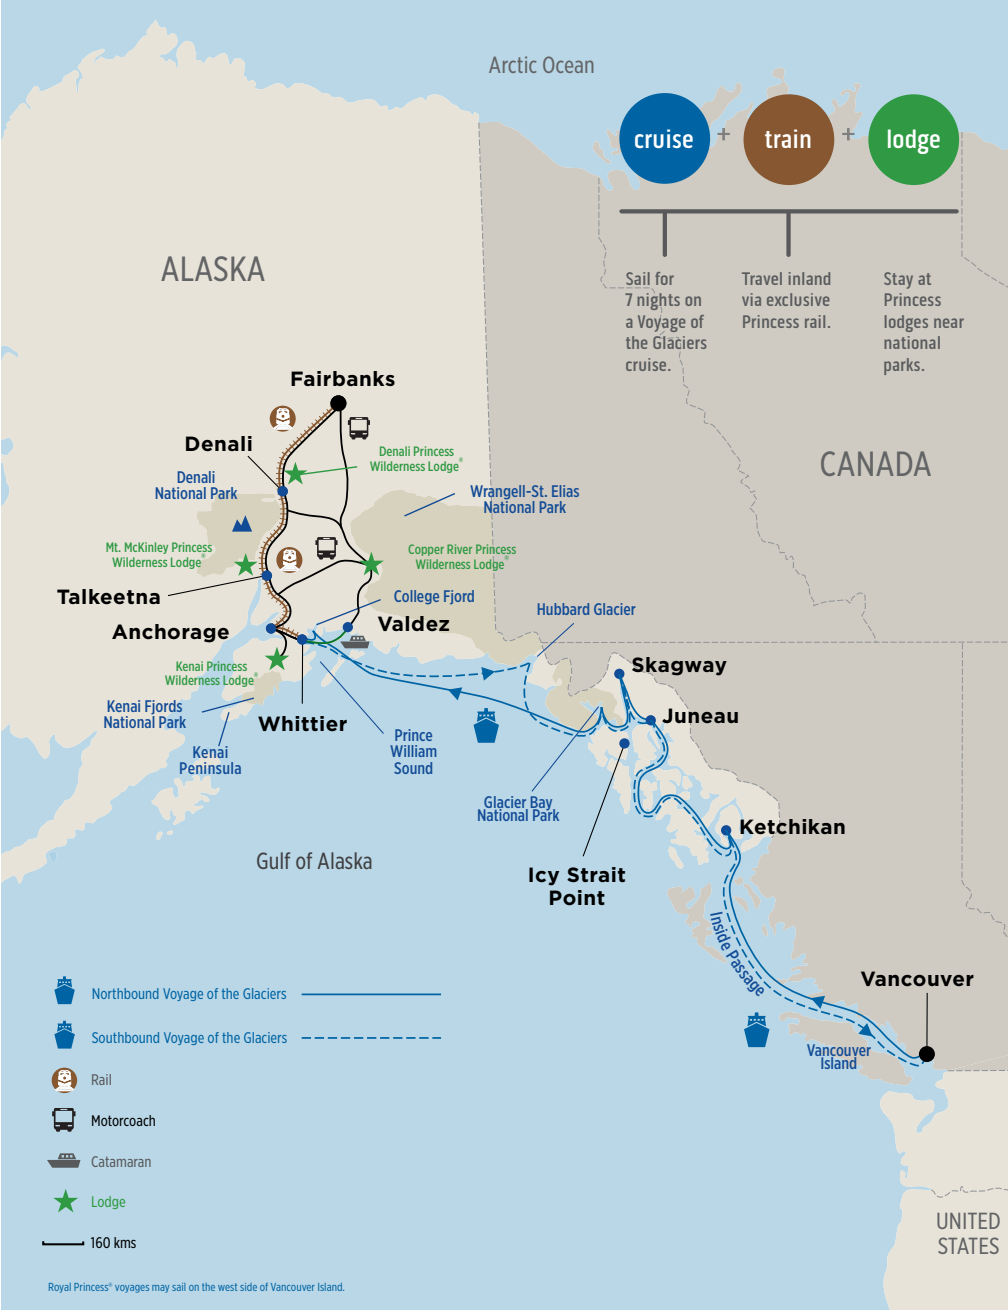 Arctic Ocean
cruise
+
train
+
lodge
Sail for
7 nights on
a Voyage of
the Glaciers
cruise.
Travel inland
via exclusive
Princess rail.
Stay at
Princess
lodges near
national
parks.
ALASKA
CANADA
Fairbanks
Denali
Denali Princess
Wilderness Lodge®
Denali
National Park
Wrangell-St. Elias
National Park
Mt. McKinley Princess
Wilderness Lodge®
Copper River Princess
Wilderness Lodge®
Talkeetna
College Fjord
Hubbard Glacier
Anchorage
Valdez
Kenai Princess
Wilderness Lodge®
Skagway
Kenai Fjords
National Park
Whittier
Juneau
Kenai
Peninsula
Prince
William
Sound
Glacier Bay
National Park
Ketchikan
Gulf of Alaska
Icy Strait
Point
Inside Passage
Vancouver
Vancouver
Island
Northbound Voyage of the Glaciers
Southbound Voyage of the Glaciers
Rail
Motorcoach
Catamaran
Lodge
160 kms
UNITED
STATES
Royal Princess® voyages may sail on the west side of Vancouver Island.